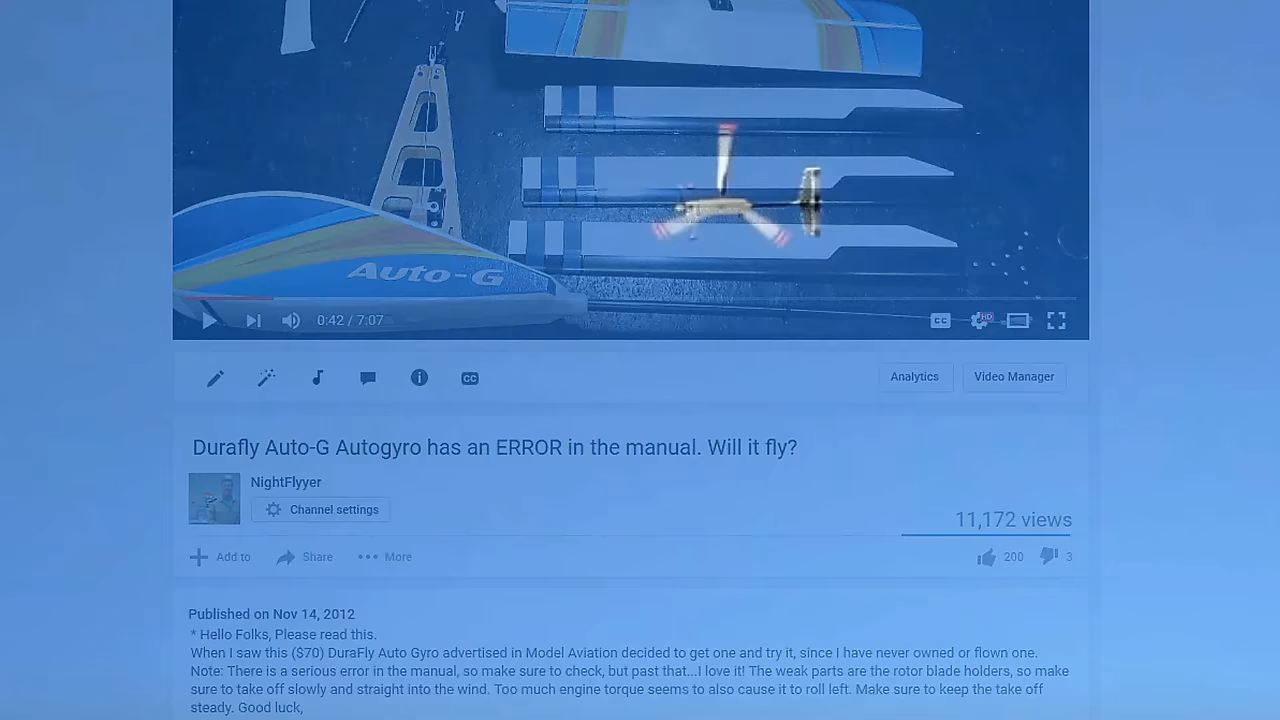 Auto-G
0:42 / 7:07
CC
HD
CC
Analytics
Video Manager
Durafly Auto-G Autogyro has an ERROR in the manual. Will it fly?
NightFlyyer
Channel settings
11,172 views
Add to
Share
More
200
3
Published on Nov 14, 2012
* Hello Folks, Please read this.
When I saw this ($70) DuraFly Auto Gyro advertised in Model Aviation decided to get one and try it, since I have never owned or flown one.
Note: There is a serious error in the manual, so make sure to check, but past that...I love it! The weak parts are the rotor blade holders, so make
sure to take off slowly and straight into the wind. Too much engine torque seems to also cause it to roll left. Make sure to keep the take off
steady. Good luck,